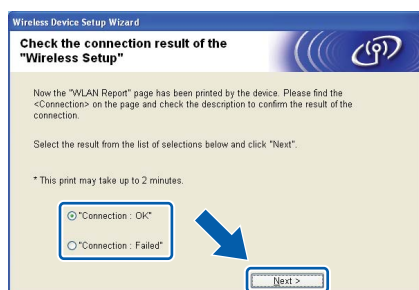 Wireless Device Setup Wizard
Check the connection result of the
"Wireless Setup"
Now the "WLAN Report" page has been printed by the device. Please find the
<Connection> on the page and check the description to confirm the result of the
connection.
Select the result from the list of selections below and click "Next".
* This print may take up to 2 minutes.
"Connection : OK"
"Connection : Failed"
Next >